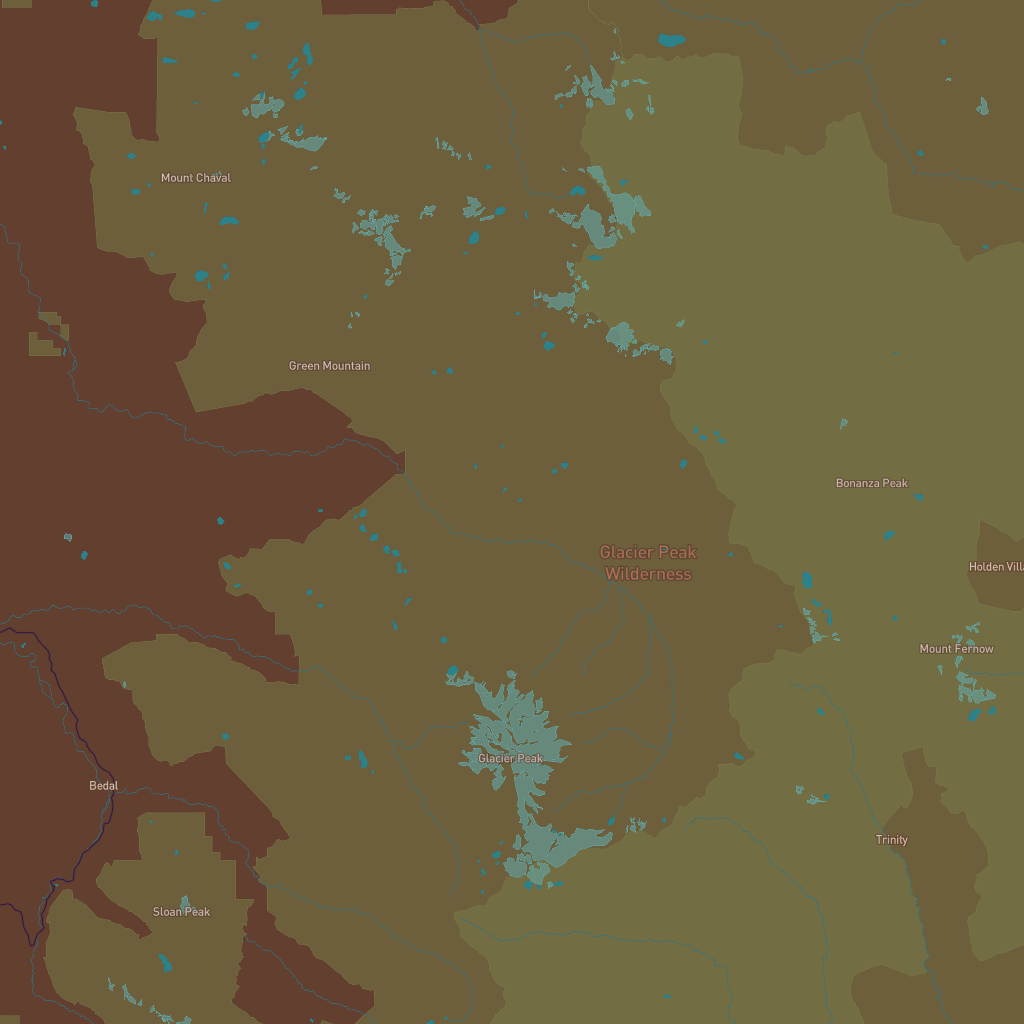 Mount Chaval
Green Mountain
Bonanza Peak
Glacier Peak
Wilderness
Holden Villa
Mount Fernow
Glacier Peak
Bedal
Trinity
Sloan Peak